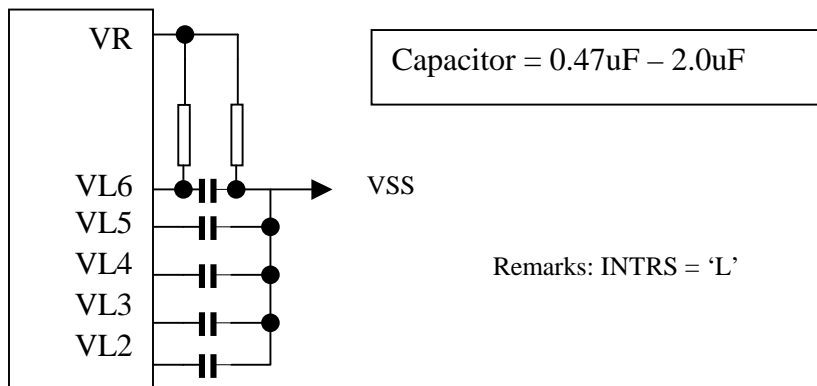 VR
Capacitor = 0.47uF – 2.0uF
VL6
VSS
VL5
VL4
Remarks: INTRS = ‘L’
VL3
VL2